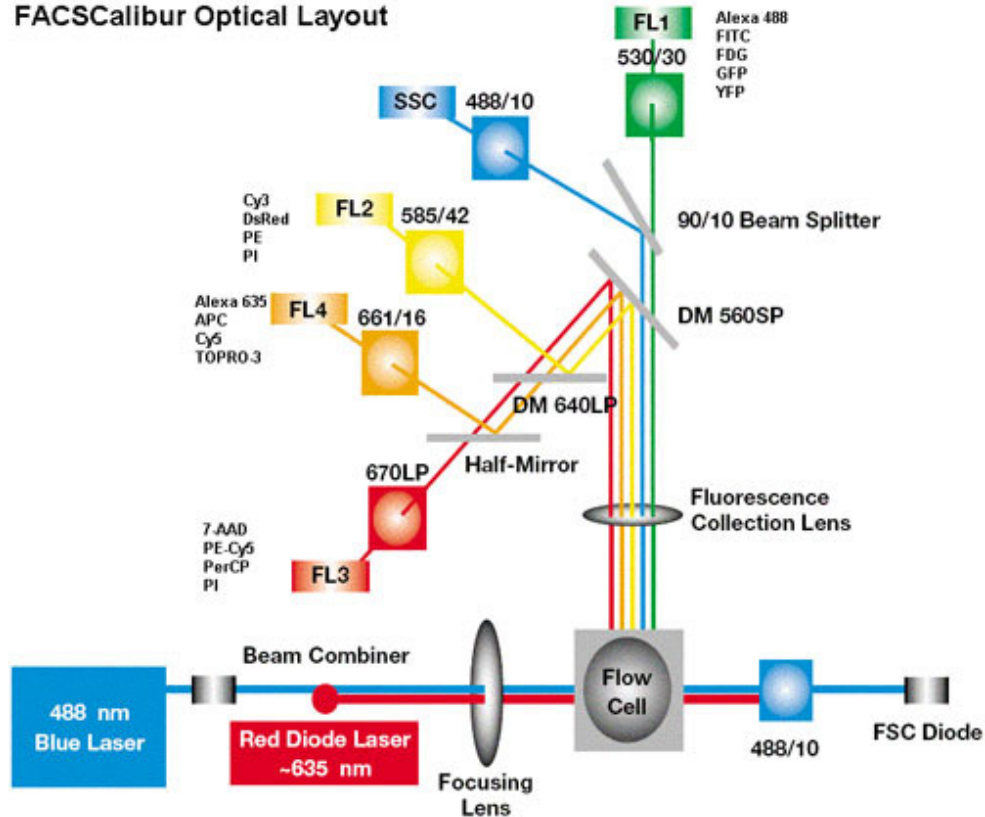 FACSCalibur Optical Layout
FL1
530/30
Alexa 488
FITC
FDG
GFP
YFP
SSC
488/10
90/10 Beam Splitter
Cy3
DsRed
PE
PI
FL2
585/42
DM 560SP
Alexa 635
APC
Cy5
TOPRO-3
FL4
661/16
DM 640LP
Half-Mirror
670LP
7-AAD
PE-Cy5
PerCP
PI
FL3
Fluorescence
Collection Lens
Beam Combiner
488 nm
Blue Laser
Red Diode Laser
~635 nm
Focusing
Lens
Flow
Cell
488/10
FSC Diode